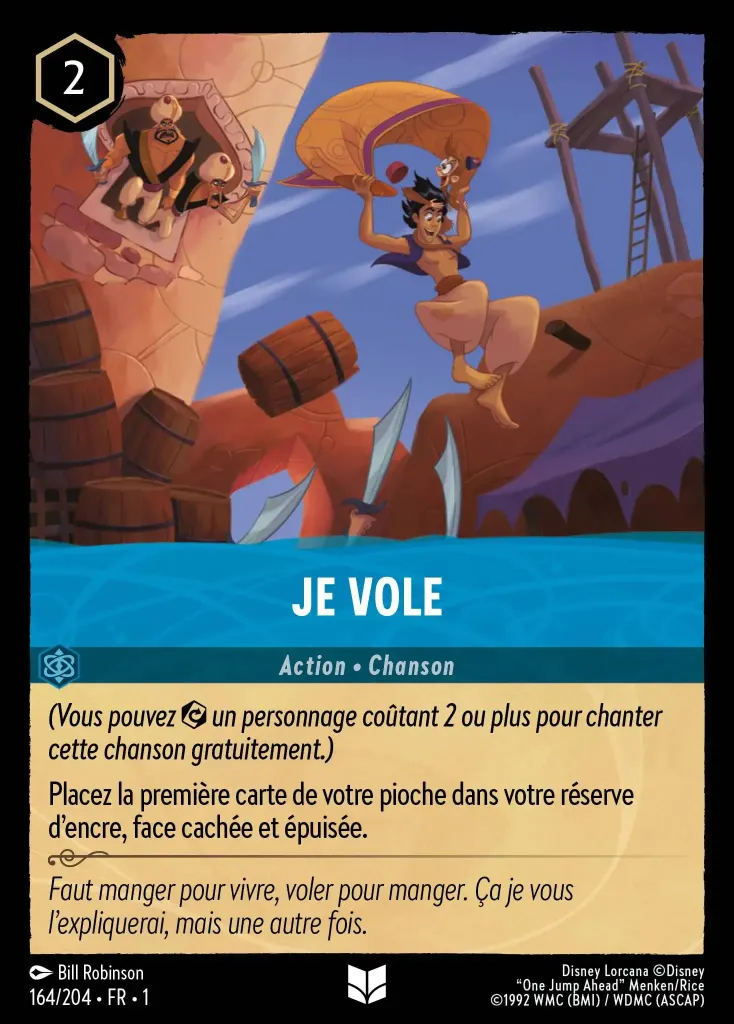 2
JE VOLE
Action • Chanson
(Vous pouvez un personnage coûtant 2 ou plus pour chanter
cette chanson gratuitement.)
Placez la première carte de votre pioche dans votre réserve
d'encre, face cachée et épuisée.
Faut manger pour vivre, voler pour manger. Ça je vous
l'expliquerai, mais une autre fois.
Bill Robinson
164/204 • FR • 1
Disney Lorcana ©Disney
“One Jump Ahead” Menken/Rice
©1992 WMC (BMI) / WDMC (ASCAP)